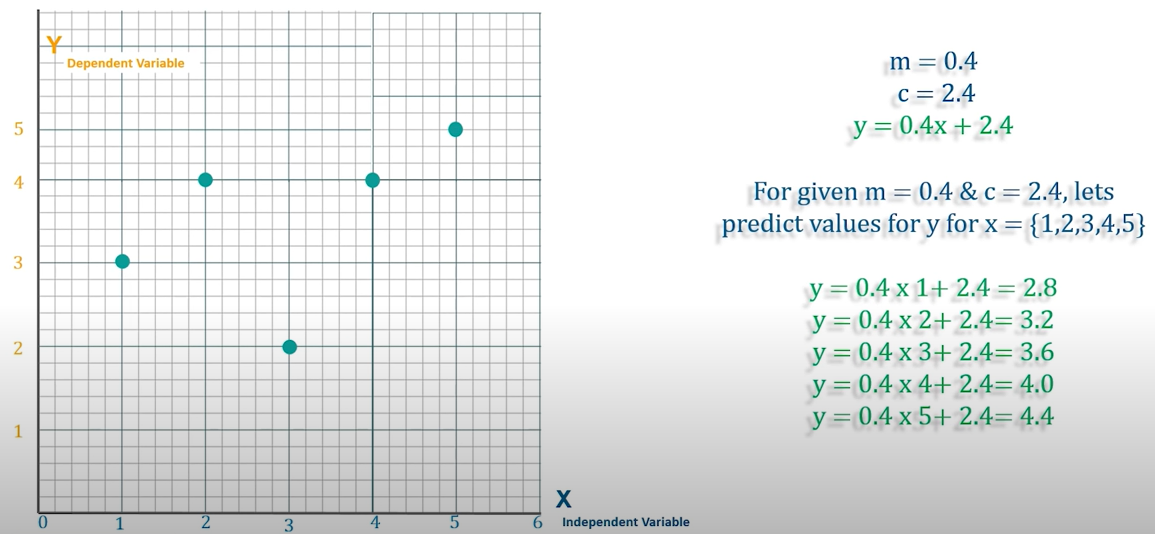 Y
Dependent Variable
5
4
3
2
1
0 1 2 3 4 5 6
X
Independent Variable
m = 0.4
c = 2.4
y = 0.4x + 2.4
For given m = 0.4 & c = 2.4, lets
predict values for y for x = {1,2,3,4,5}
y = 0.4 x 1+ 2.4 = 2.8
y = 0.4 x 2+ 2.4= 3.2
y = 0.4 x 3+ 2.4= 3.6
y = 0.4 x 4+ 2.4= 4.0
y = 0.4 x 5+ 2.4= 4.4